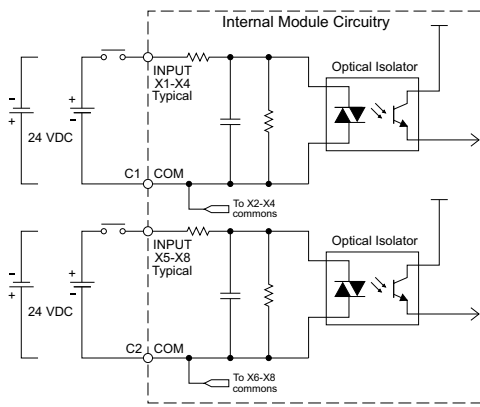 Internal Module Circuitry
INPUT
X1-X4
Typical
Optical Isolator
-
+
+
-
24 VDC
C1
COM
To X2-X4
commons
INPUT
X5-X8
Typical
Optical Isolator
-
+
+
-
24 VDC
C2
COM
To X6-X8
commons